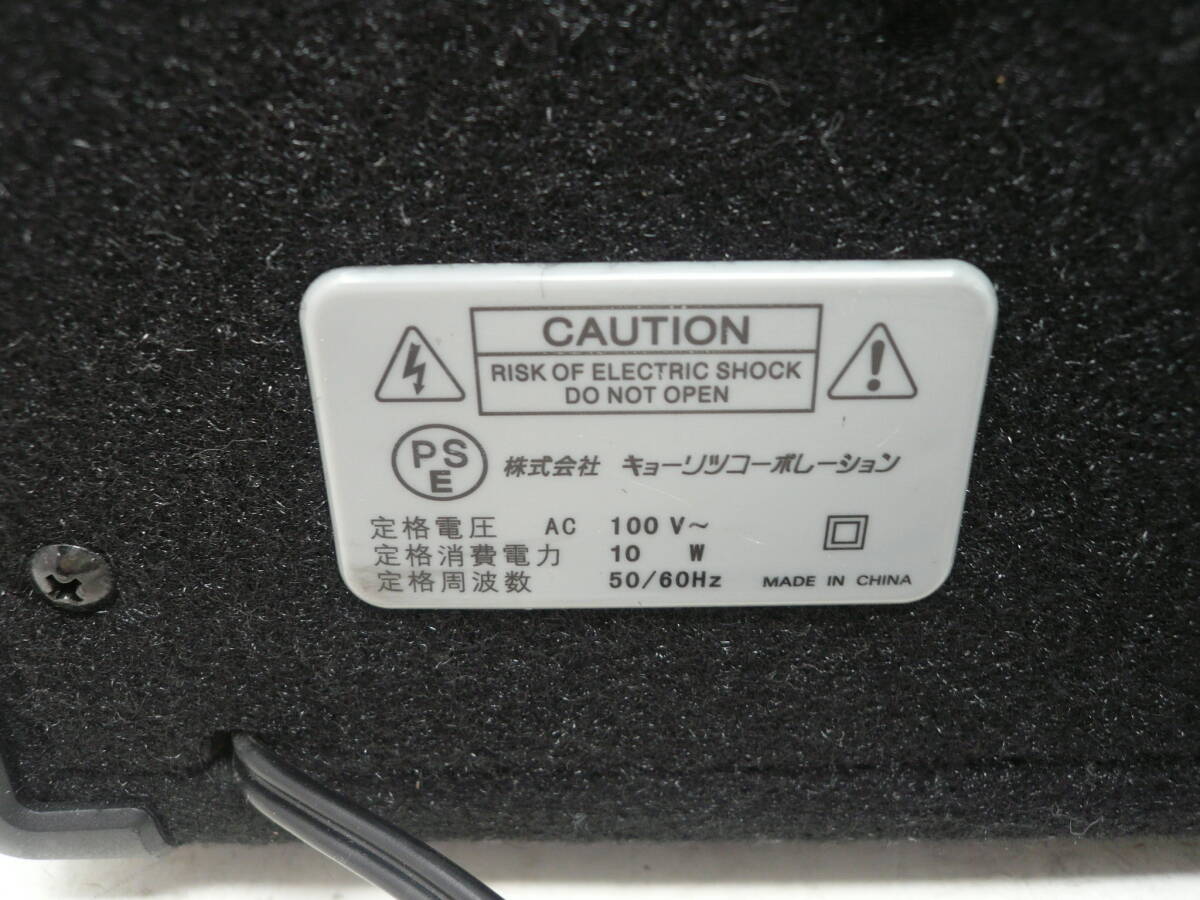 CAUTION
RISK OF ELECTRIC SHOCK
DO NOT OPEN
PS
E
株式会社 キョーリツコーポレーション
定格電圧 AC 100 V~
定格消費電力 10 W
定格周波数 50/60Hz
MADE IN CHINA